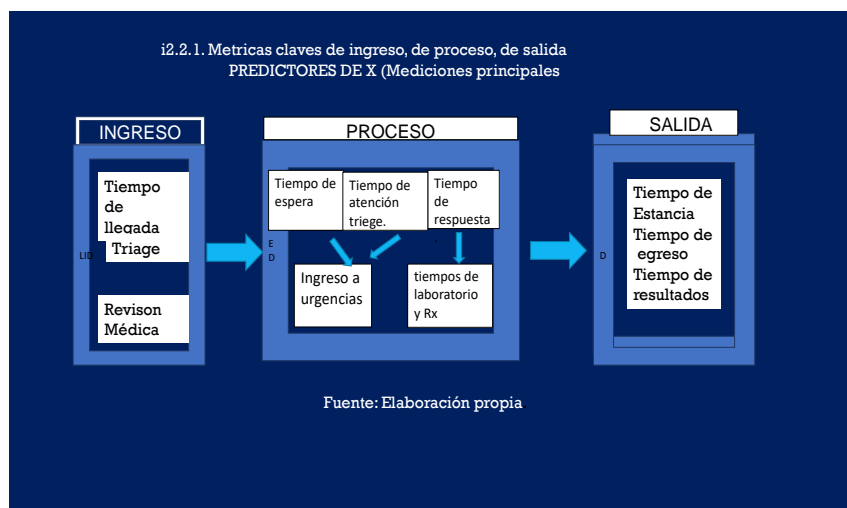 i2.2.1. Metricas claves de ingreso, de proceso, de salida
PREDICTORES DE X (Mediciones principales
INGRESO
Tiempo
de
llegada
Triage
LID
Revison
Médica
PROCESO
Tiempo de
espera
Tiempo de
atención
triege.
Tiempo
de
respuesta
.
E
D
Ingreso a
urgencias
tiempos de
laboratorio
y Rx
SALIDA
D
Tiempo de
Estancia
Tiempo de
egreso
Tiempo de
resultados
Fuente: Elaboración propia